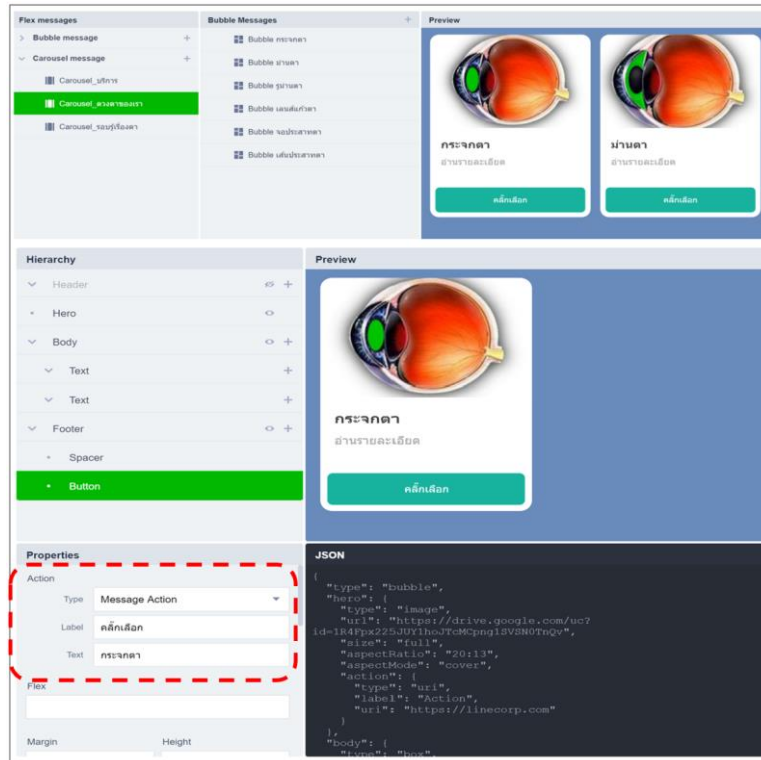 Flex messages
Bubble message
Carousel message
Carousel_บริการ
Carousel_ดวงตาของเรา
Carousel_รอบรู้เรื่องตา
Bubble Messages
Bubble กระจกตา
Bubble ม่านตา
Bubble รูม่านตา
Bubble เลนส์แก้วตา
Bubble จอประสาทตา
Bubble เส้นประสาทตา
Preview
กระจกตา
อ่านรายละเอียด
คลิ๊กเลือก
ม่านตา
อ่านรายละเอียด
คลิ๊กเลือก
Hierarchy
Header
Hero
Body
Text
Text
Footer
Spacer
Button
Preview
กระจกตา
อ่านรายละเอียด
คลิ๊กเลือก
Properties
Action
Type Message Action
Label คลิ๊กเลือก
Text กระจกตา
Flex
Margin Height
JSON
{
"type": "bubble",
"hero": {
"type": "image",
"url": "https://drive.google.com/uc?
id=1R4Fpx225JUY1hoJTcMCpng1SVSN0TnQv",
"size": "full",
"aspectRatio": "20:13",
"aspectMode": "cover",
"action": {
"type": "uri",
"label": "Action",
"uri": "https://linecorp.com"
}
},
"body": {
"type": "box",